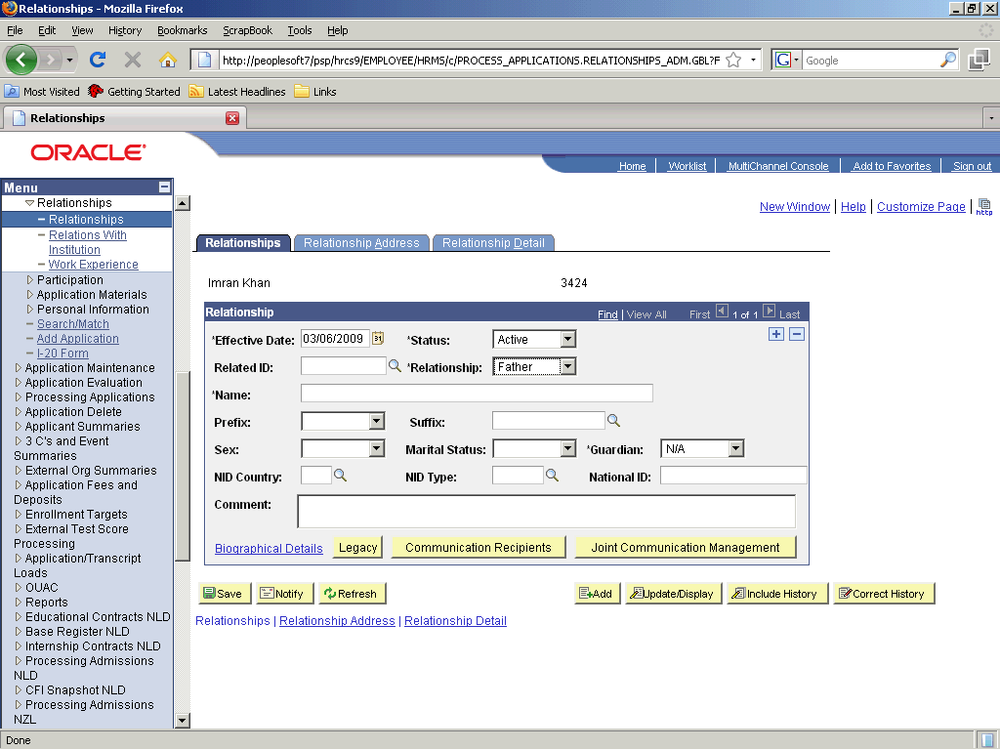 Relationships - Mozilla Firefox
File Edit View History Bookmarks ScrapBook Tools Help
http://peoplesoft7/psp/hrcs9/EMPLOYEE/HRMS/c/PROCESS_APPLICATIONS.RELATIONSHIPS_ADM.GBL?F
G Google
Most Visited Getting Started Latest Headlines Links
Relationships
ORACLE®
Home Worklist MultiChannel Console Add to Favorites Sign out
Menu
Relationships
Relationships
Relations With
Institution
Work Experience
Participation
Application Materials
Personal Information
Search/Match
Add Application
I-20 Form
Application Maintenance
Application Evaluation
Processing Applications
Application Delete
Applicant Summaries
3 C's and Event
Summaries
External Org Summaries
Application Fees and
Deposits
Enrollment Targets
External Test Score
Processing
Application/Transcript
Loads
OUAC
Reports
Educational Contracts NLD
Base Register NLD
Internship Contracts NLD
Processing Admissions
NLD
CFI Snapshot NLD
Processing Admissions
NZL
New Window | Help | Customize Page | http
Relationships Relationship Address Relationship Detail
Imran Khan 3424
Relationship Find | View All First 1 of 1 Last
*Effective Date: 03/06/2009 31 *Status: Active
Related ID: *Relationship: Father
*Name:
Prefix: Suffix:
Sex: Marital Status: *Guardian: N/A
NID Country: NID Type: National ID:
Comment:
Biographical Details Legacy Communication Recipients Joint Communication Management
Save Notify Refresh Add Update/Display Include History Correct History
Relationships | Relationship Address | Relationship Detail
Done